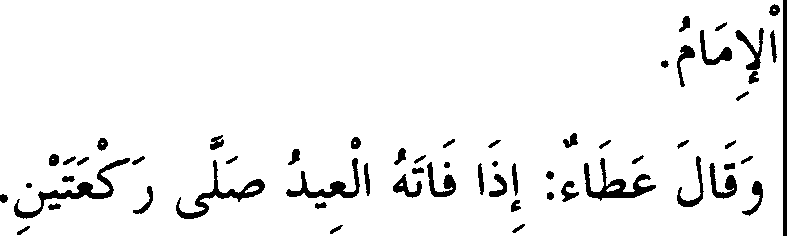 الْإِمَامُ.
وَقَالَ عَطَاءٌ: إِذَا فَاتَهُ الْعِيدُ صَلَّى رَكْعَتَيْنِ.